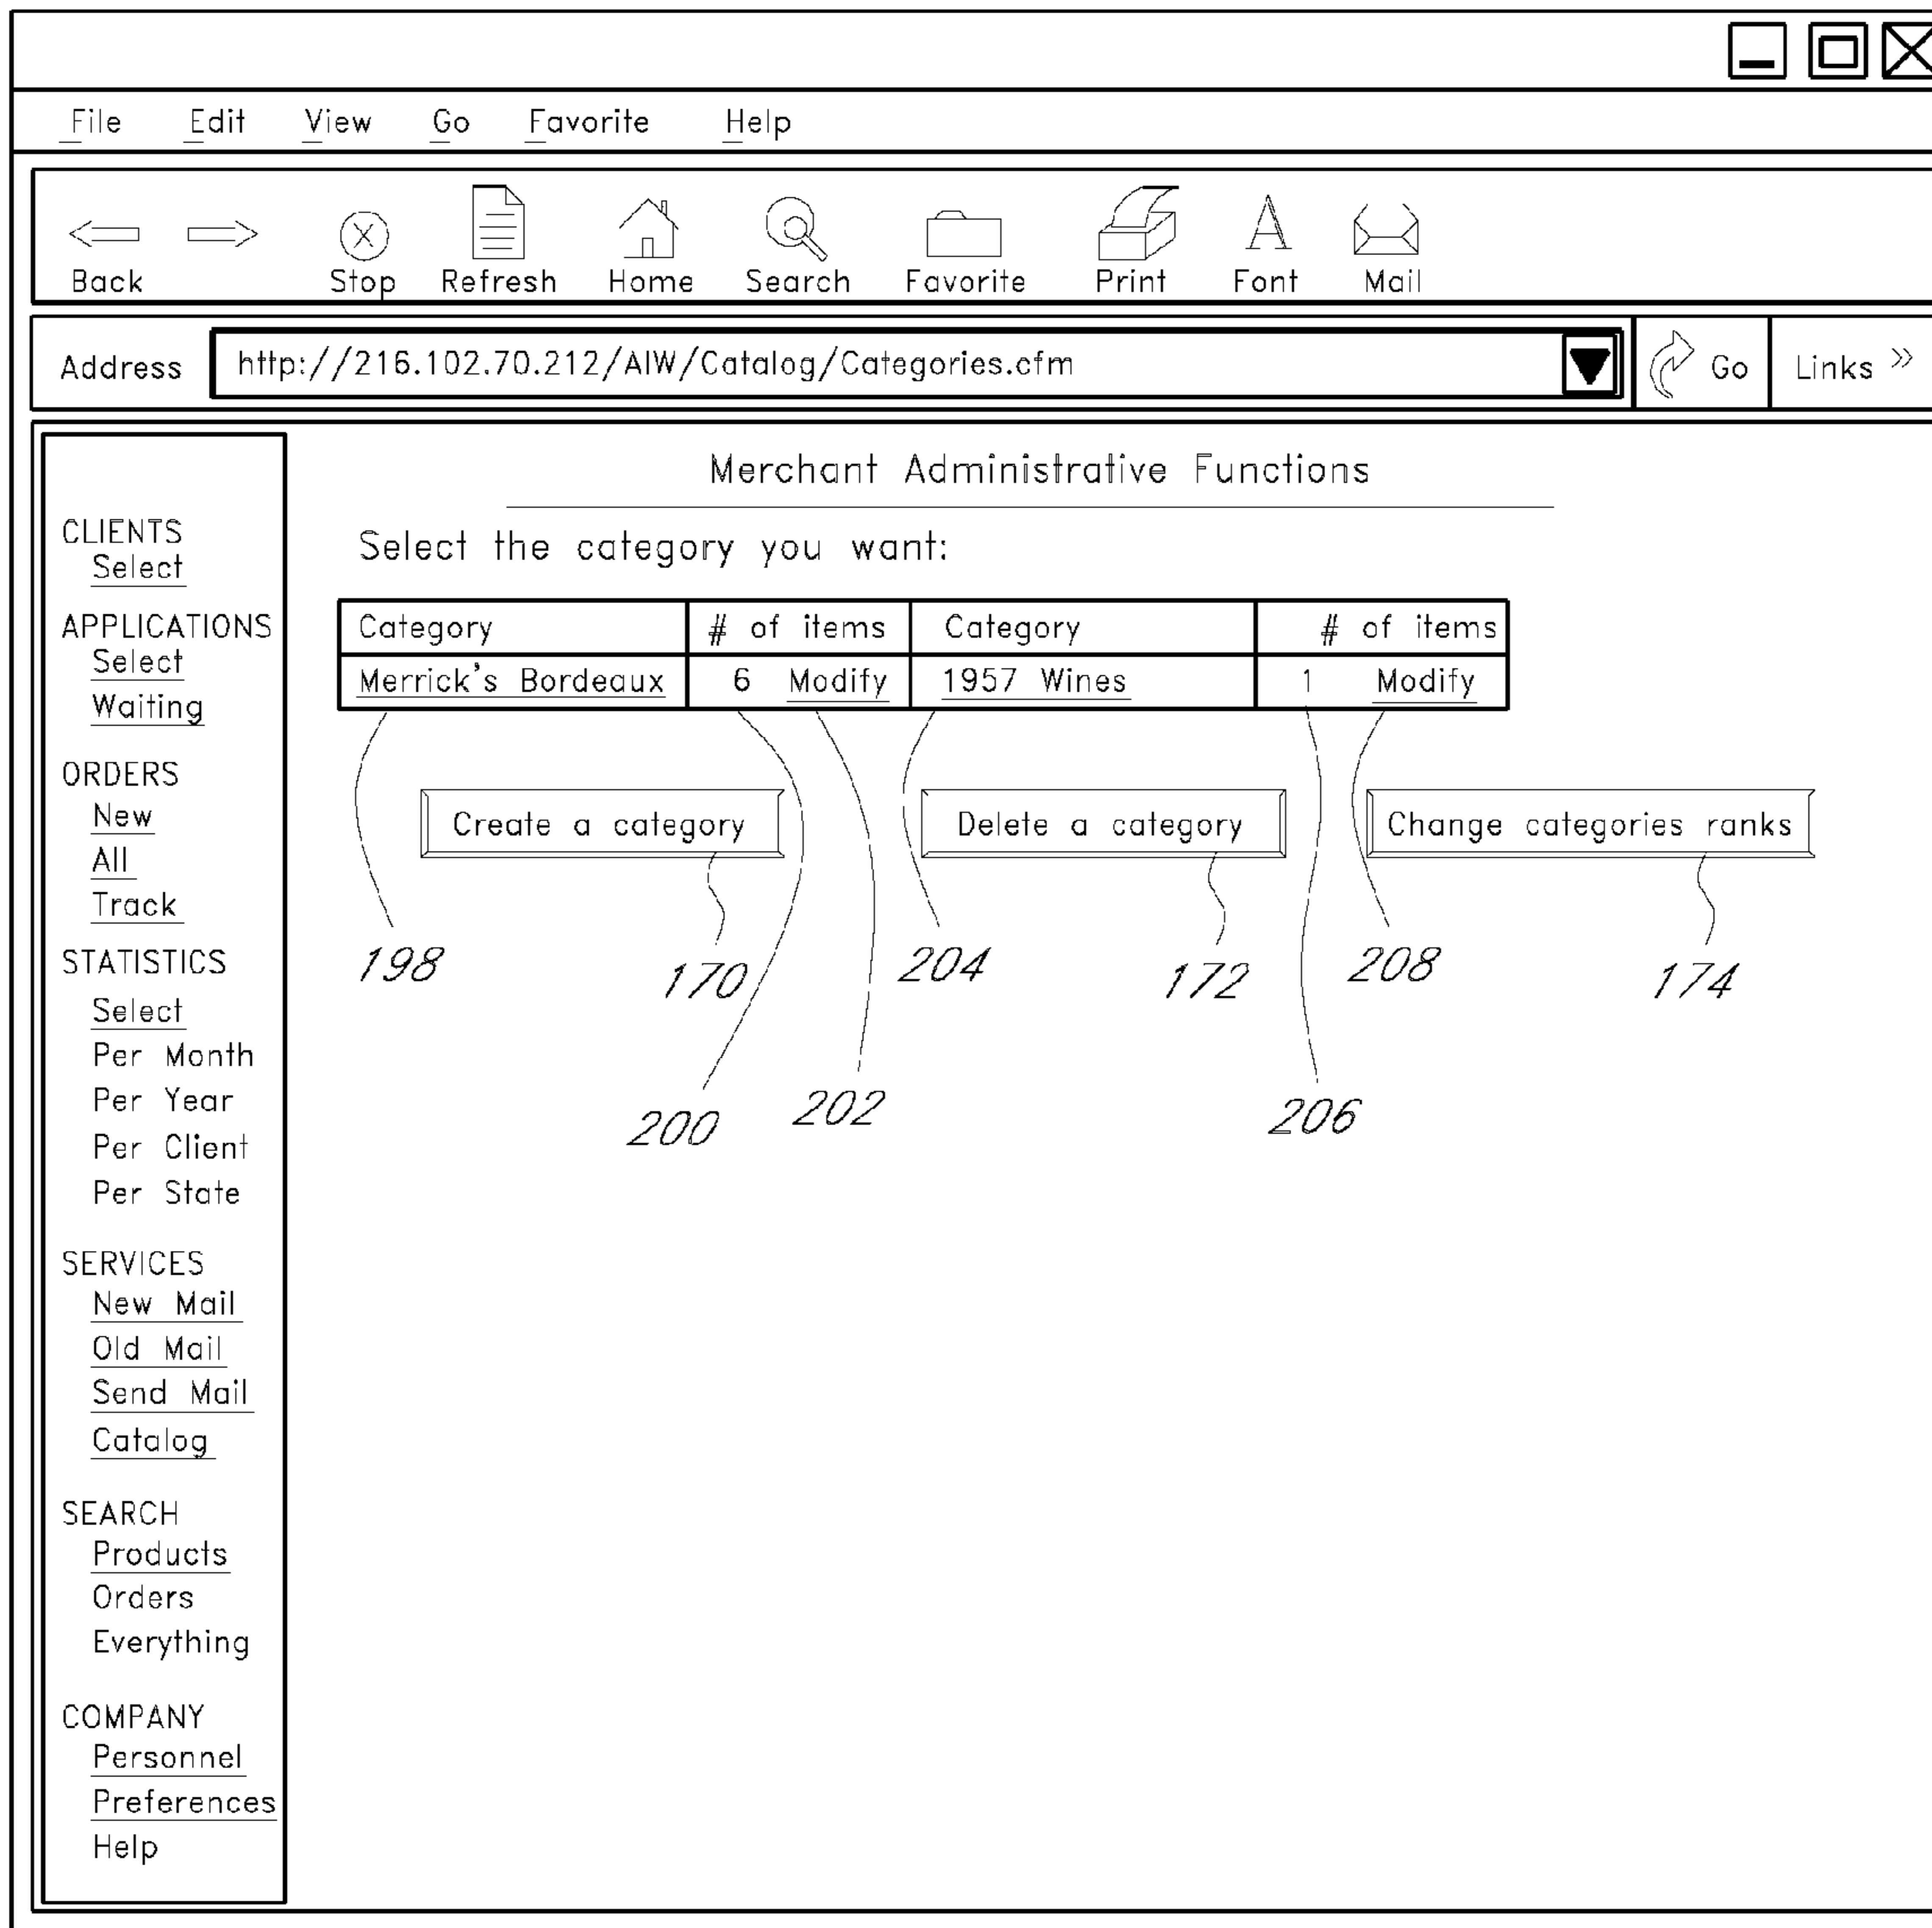 File Edit View Go Favorite Help
Back Stop Refresh Home Search Favorite Print Font Mail
Address http://216.102.70.212/AIW/Catalog/Categories.cfm Go Links »
Merchant Administrative Functions
Select the category you want:
Category # of items Category # of items
Merrick's Bordeaux 6 Modify 1957 Wines 1 Modify
Create a category Delete a category Change categories ranks
198 170 204 172 208 174
200 202 206
CLIENTS
Select
APPLICATIONS
Select
Waiting
ORDERS
New
All
Track
STATISTICS
Select
Per Month
Per Year
Per Client
Per State
SERVICES
New Mail
Old Mail
Send Mail
Catalog
SEARCH
Products
Orders
Everything
COMPANY
Personnel
Preferences
Help